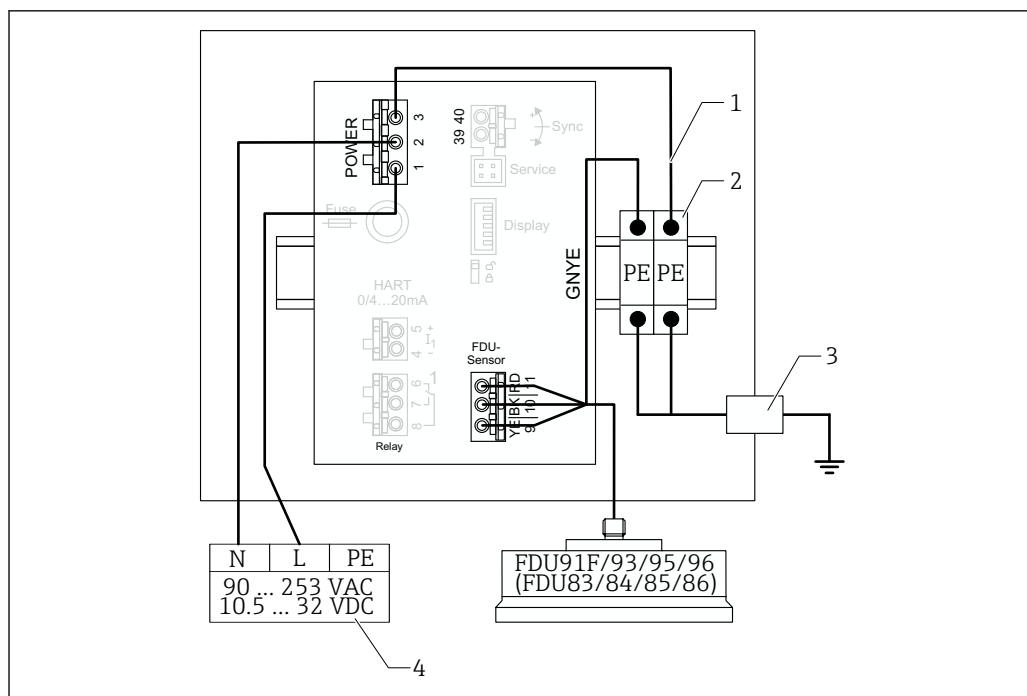 POWER
3
2
1
39 40
Sync
+
-
Service
Fuse
Display
HART
0/4...20mA
5
4
+
I1
-
6
7
8
1
Relay
FDU-
Sensor
RD
BK
YE
11
10
9
GNYE
PE PE
1
2
3
N L PE
90 ... 253 VAC
10.5 ... 32 VDC
4
FDU91F/93/95/96
(FDU83/84/85/86)